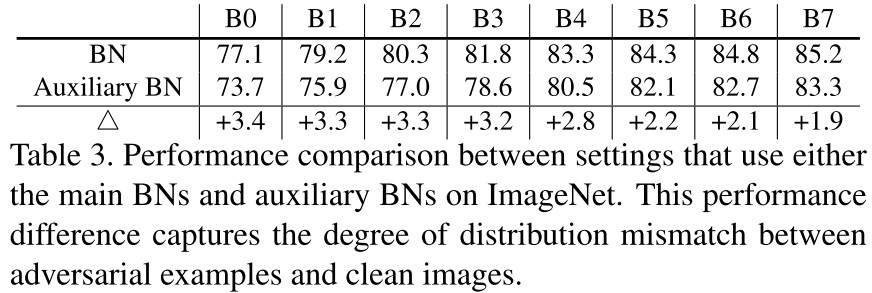 B0 B1 B2 B3 B4 B5 B6 B7
BN 77.1 79.2 80.3 81.8 83.3 84.3 84.8 85.2
Auxiliary BN 73.7 75.9 77.0 78.6 80.5 82.1 82.7 83.3
△ +3.4 +3.3 +3.3 +3.2 +2.8 +2.2 +2.1 +1.9
Table 3. Performance comparison between settings that use either
the main BNs and auxiliary BNs on ImageNet. This performance
difference captures the degree of distribution mismatch between
adversarial examples and clean images.